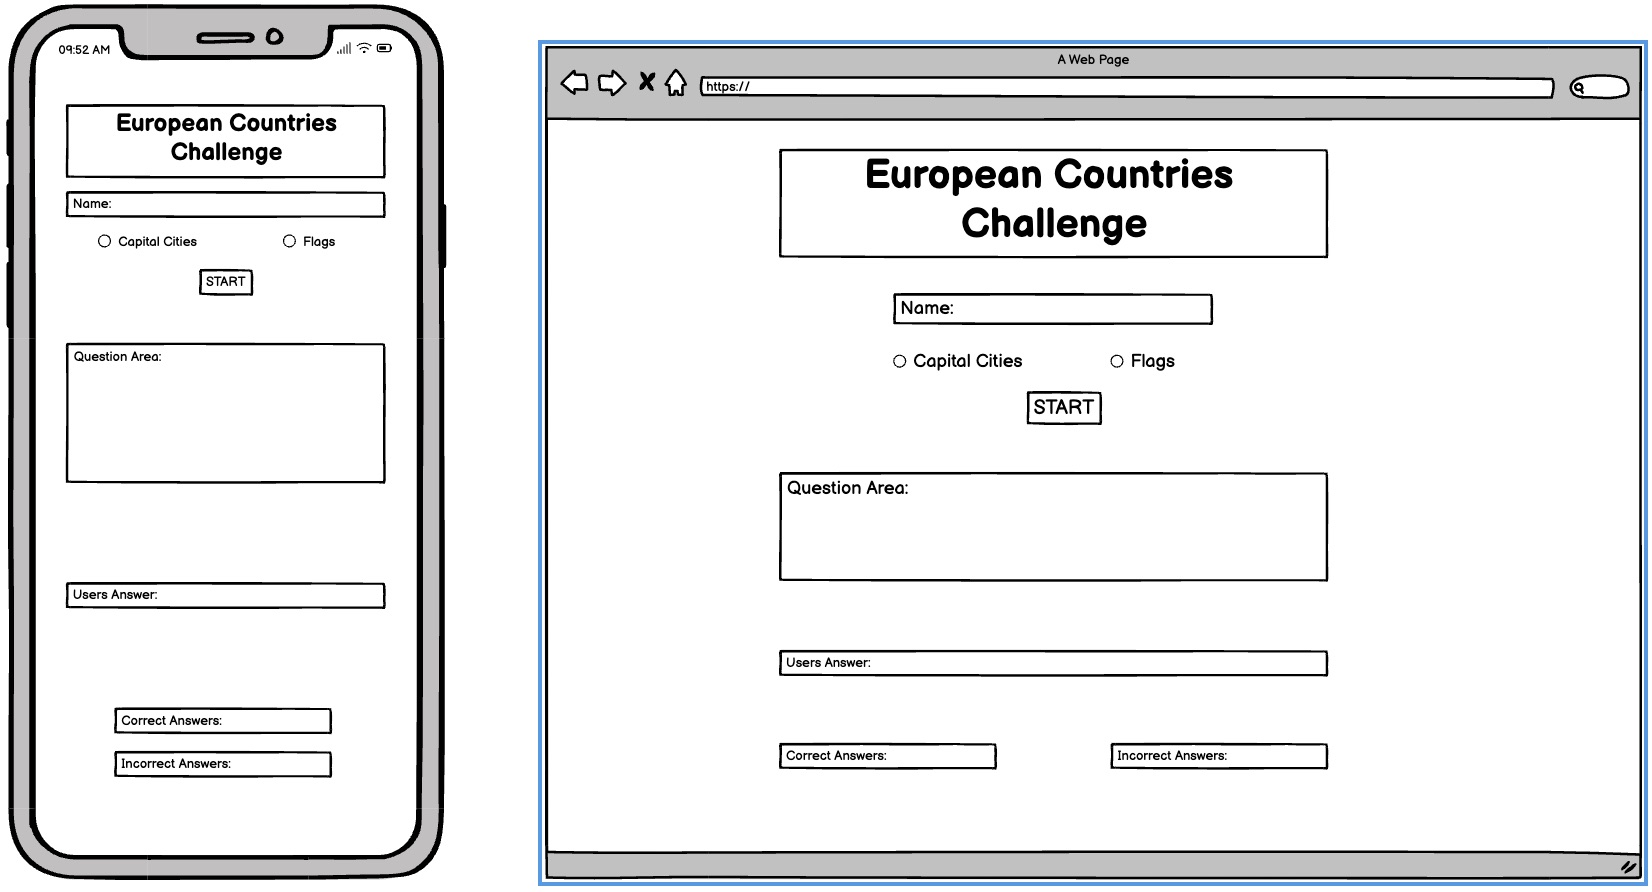 09:52 AM
European Countries
Challenge
Name:
Capital Cities
Flags
START
Question Area:
Users Answer:
Correct Answers:
Incorrect Answers:
A Web Page
https://
European Countries
Challenge
Name:
Capital Cities
Flags
START
Question Area:
Users Answer:
Correct Answers:
Incorrect Answers: